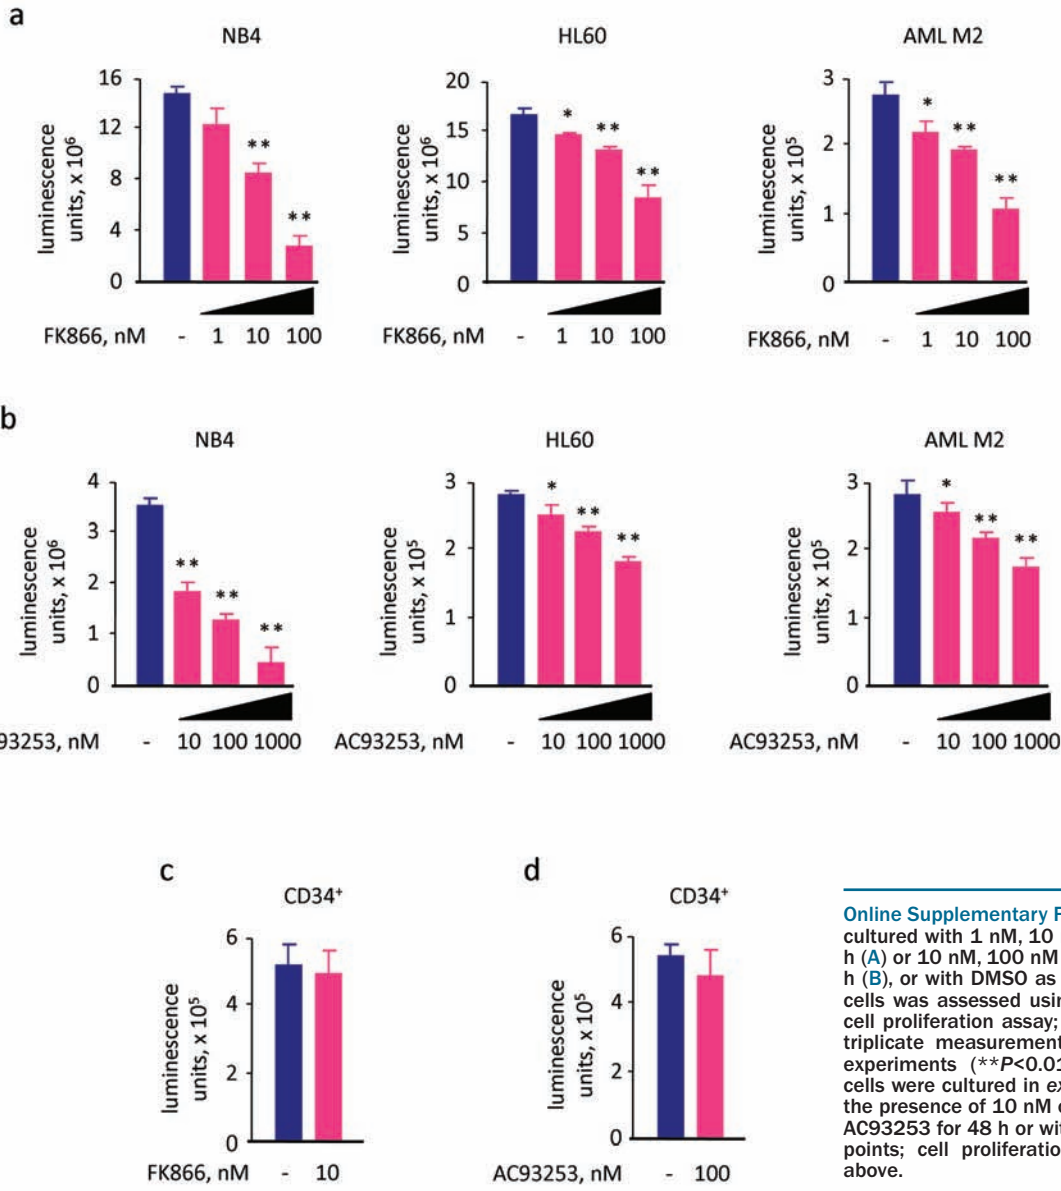 a
NB4
luminescence
units, x 10⁶
16
12
8
4
0
**
**
FK866, nM - 1 10 100
HL60
luminescence
units, x 10⁶
20
15
10
5
0
*
**
**
FK866, nM - 1 10 100
AML M2
luminescence
units, x 10⁵
3
2
1
0
*
**
**
FK866, nM - 1 10 100
b
NB4
luminescence
units, x 10⁶
4
3
2
1
0
**
**
**
93253, nM - 10 100 1000
HL60
luminescence
units, x 10⁵
3
2
1
0
*
**
**
AC93253, nM - 10 100 1000
AML M2
luminescence
units, x 10⁵
3
2
1
0
*
**
**
AC93253, nM - 10 100 1000
c
CD34⁺
luminescence
units, x 10⁵
6
4
2
0
FK866, nM - 10
d
CD34⁺
luminescence
units, x 10⁵
6
4
2
0
AC93253, nM - 100
Online Supplementary F
cultured with 1 nM, 10
h (A) or 10 nM, 100 nM
h (B), or with DMSO as
cells was assessed usin
cell proliferation assay;
triplicate measurement
experiments (**P<0.01
cells were cultured in ex
the presence of 10 nM
AC93253 for 48 h or wit
points; cell proliferatio
above.